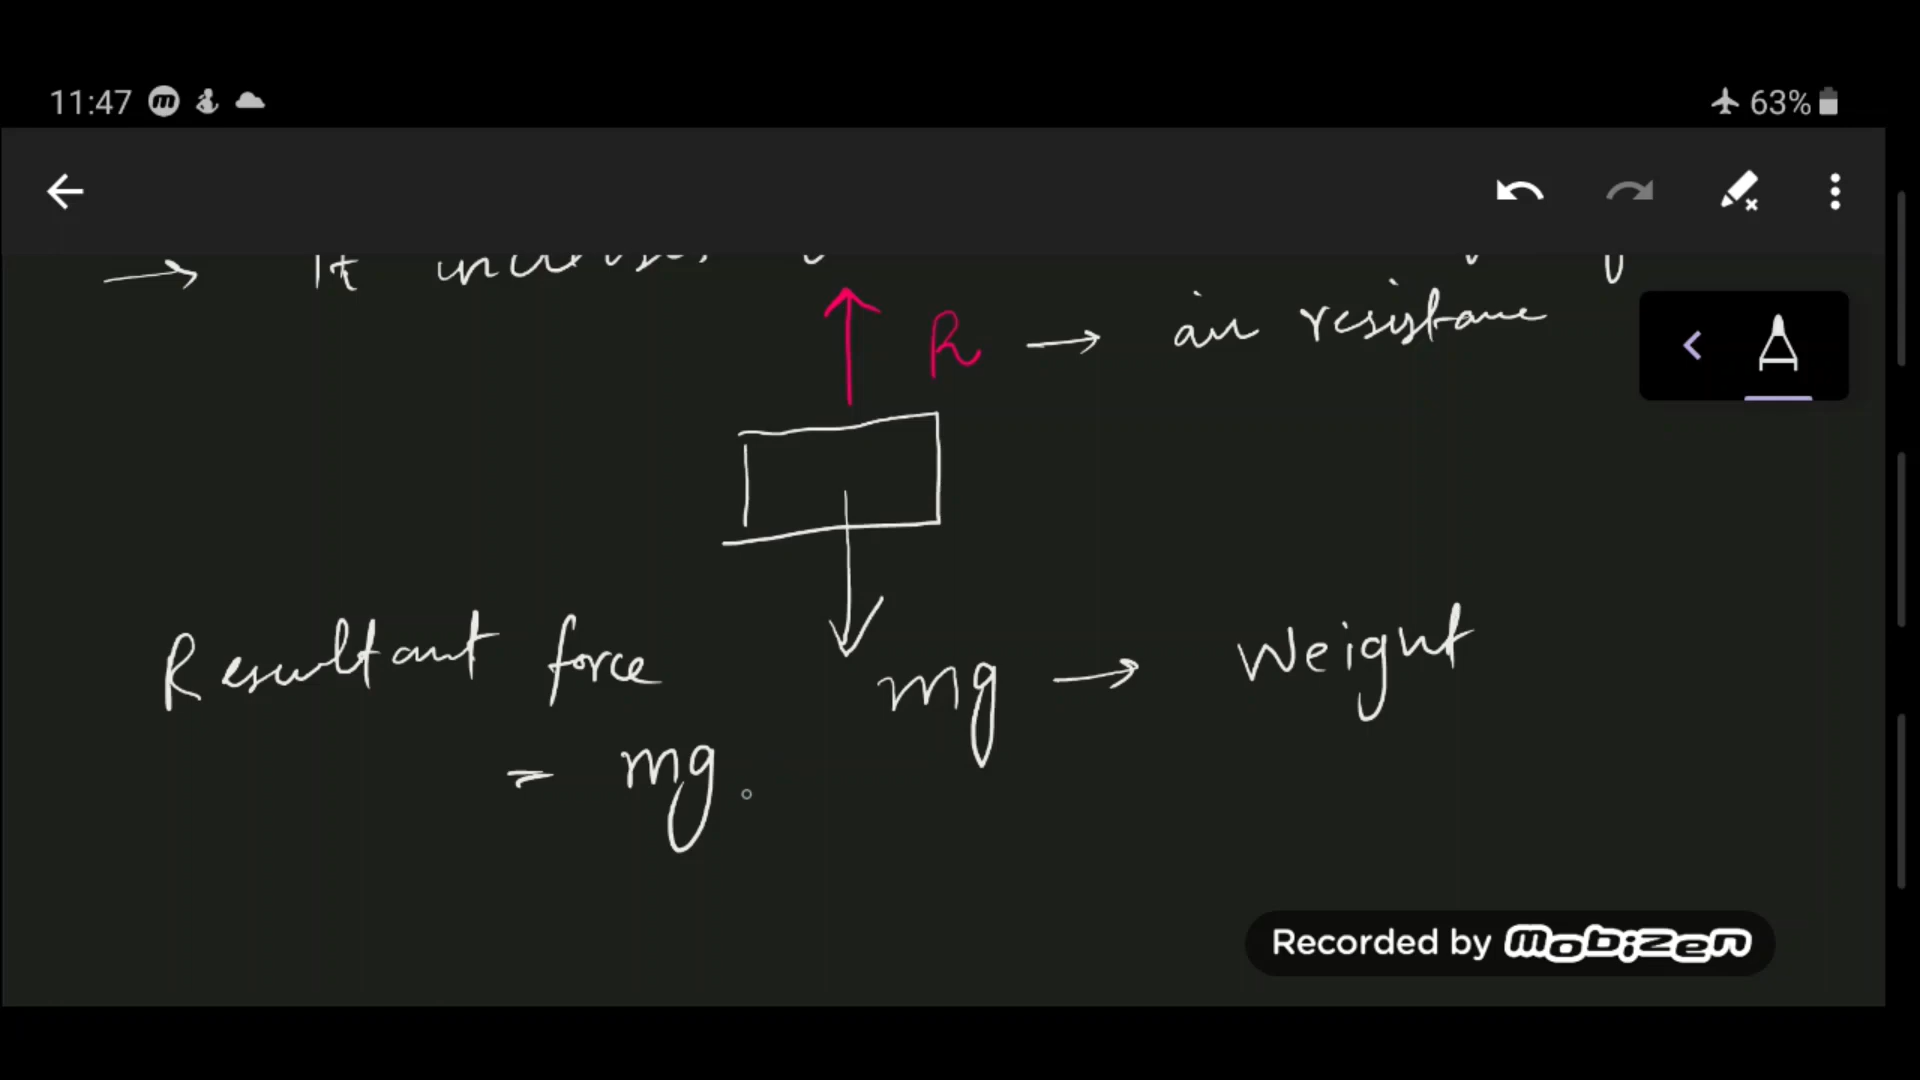 11:47 63%
→ It
R → air resistance
Resultant force
mg → Weight
= mg
Recorded by mobizen